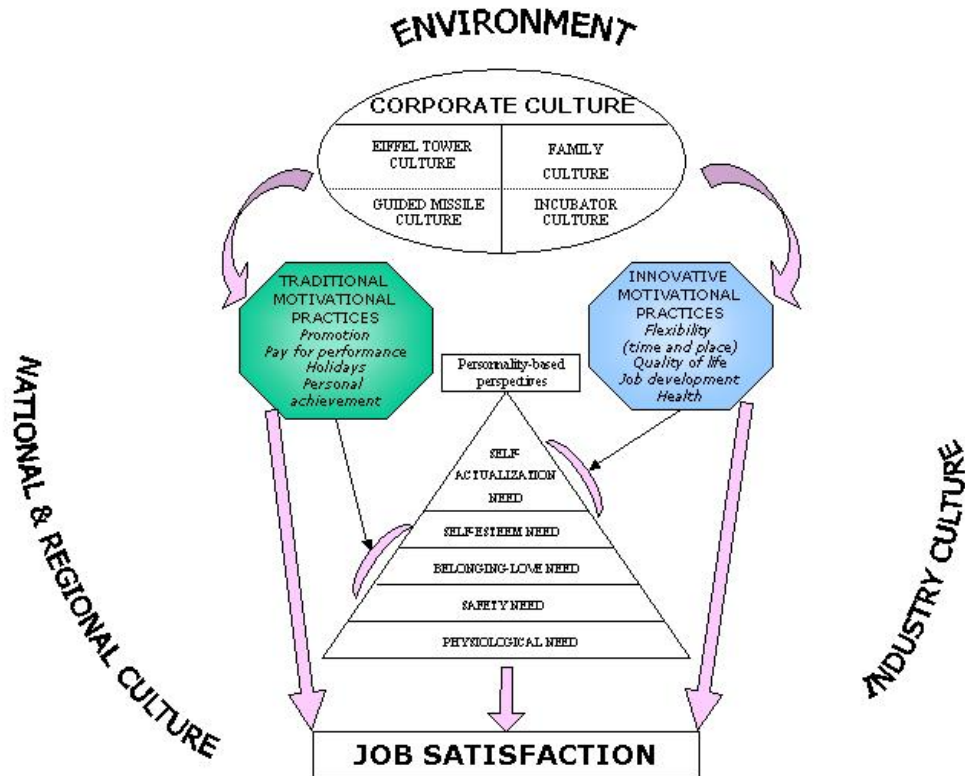 ENVIRONMENT
CORPORATE CULTURE
EIFFEL TOWER
CULTURE
FAMILY
CULTURE
GUIDED MISSILE
CULTURE
INCUBATOR
CULTURE
TRADITIONAL
MOTIVATIONAL
PRACTICES
Promotion
Pay for performance
Holidays
Personal
achievement
INNOVATIVE
MOTIVATIONAL
PRACTICES
Flexibility
(time and place)
Quality of life
Job development
Health
Personnality-based
perspectives
SELF-
ACTUALIZATION
NEED
SELF-ESTEEM NEED
BELONGING-LOVE NEED
SAFETY NEED
PHYSIOLOGICAL NEED
NATIONAL & REGIONAL CULTURE
INDUSTRY CULTURE
JOB SATISFACTION